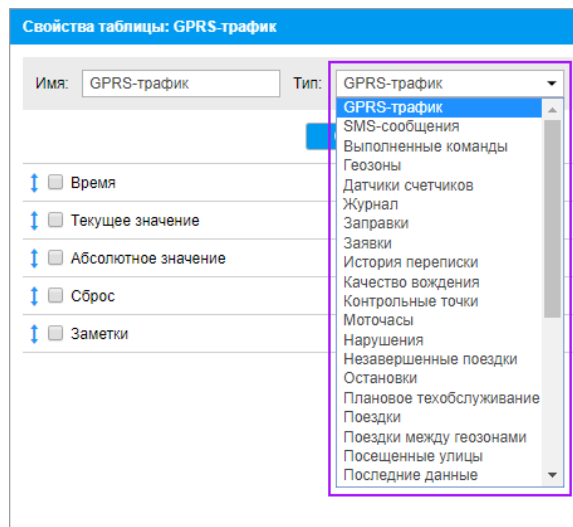 Свойства таблицы: GPRS-трафик
Имя: GPRS-трафик Тип: GPRS-трафик
GPRS-трафик
SMS-сообщения
Выполненные команды
Геозоны
Датчики счетчиков
Журнал
Заправки
Заявки
История переписки
Качество вождения
Контрольные точки
Моточасы
Нарушения
Незавершенные поездки
Остановки
Плановое техобслуживание
Поездки
Поездки между геозонами
Посещенные улицы
Последние данные
Время
Текущее значение
Абсолютное значение
Сброс
Заметки